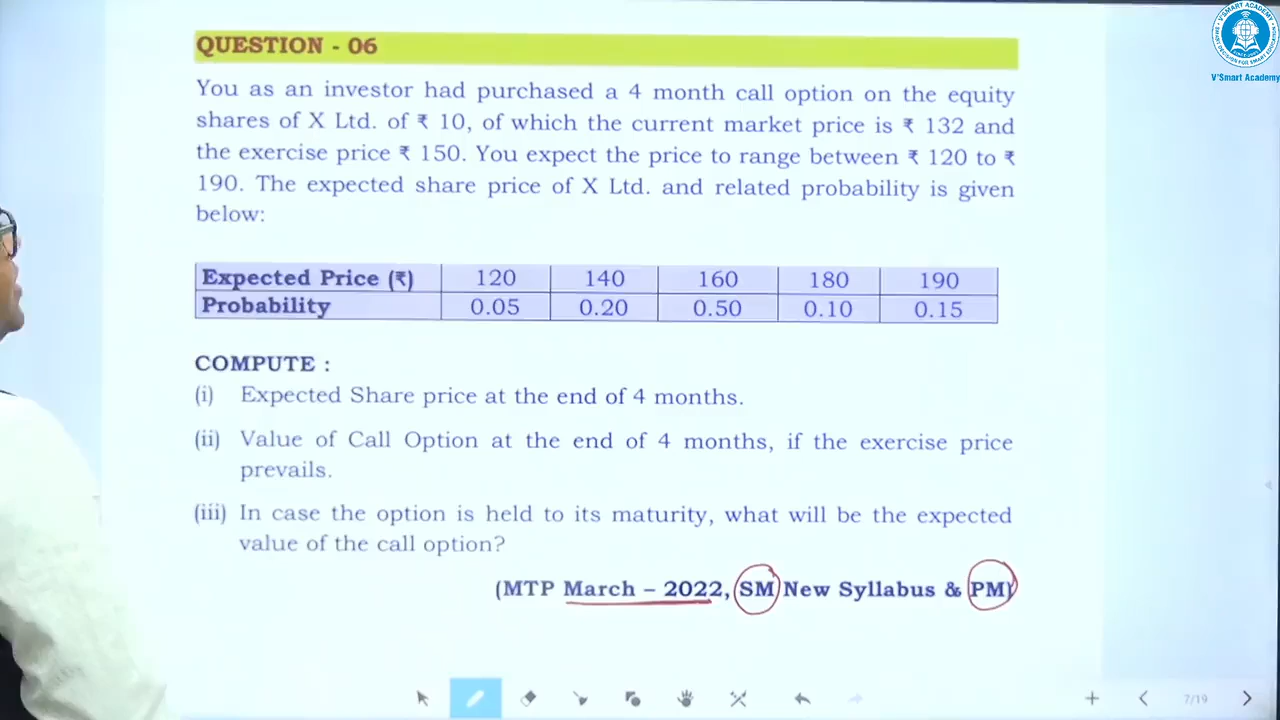 V'SMART ACADEMY
V'Smart Academy
QUESTION - 06
You as an investor had purchased a 4 month call option on the equity
shares of X Ltd. of ₹ 10, of which the current market price is ₹ 132 and
the exercise price ₹ 150. You expect the price to range between ₹ 120 to ₹
190. The expected share price of X Ltd. and related probability is given
below:
Expected Price (₹) 120 140 160 180 190
Probability 0.05 0.20 0.50 0.10 0.15
COMPUTE :
(i) Expected Share price at the end of 4 months.
(ii) Value of Call Option at the end of 4 months, if the exercise price
prevails.
(iii) In case the option is held to its maturity, what will be the expected
value of the call option?
(MTP March – 2022, SM New Syllabus & PM)
7/19